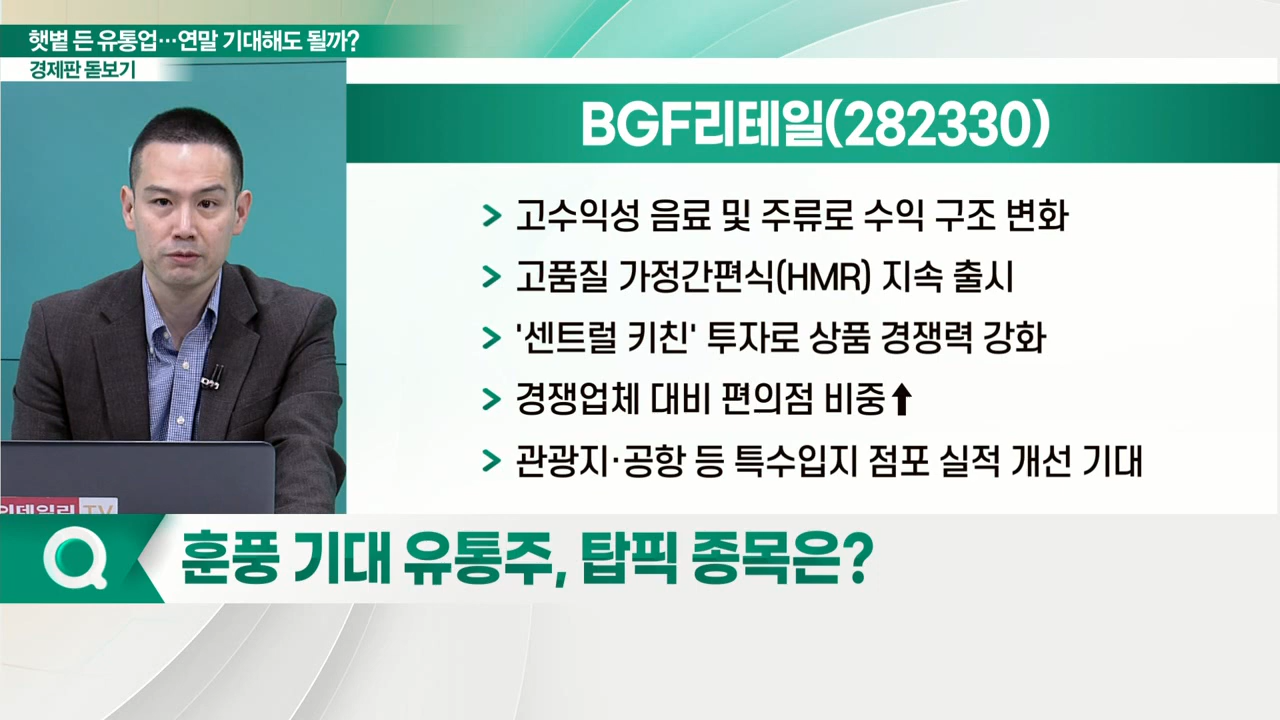 햇볕 든 유통업…연말 기대해도 될까?
경제판 돋보기
BGF리테일(282330)
> 고수익성 음료 및 주류로 수익 구조 변화
> 고품질 가정간편식(HMR) 지속 출시
> '센트럴 키친' 투자로 상품 경쟁력 강화
> 경쟁업체 대비 편의점 비중⬆
> 관광지·공항 등 특수입지 점포 실적 개선 기대
이데일리 TV
Q 훈풍 기대 유통주, 탑픽 종목은?